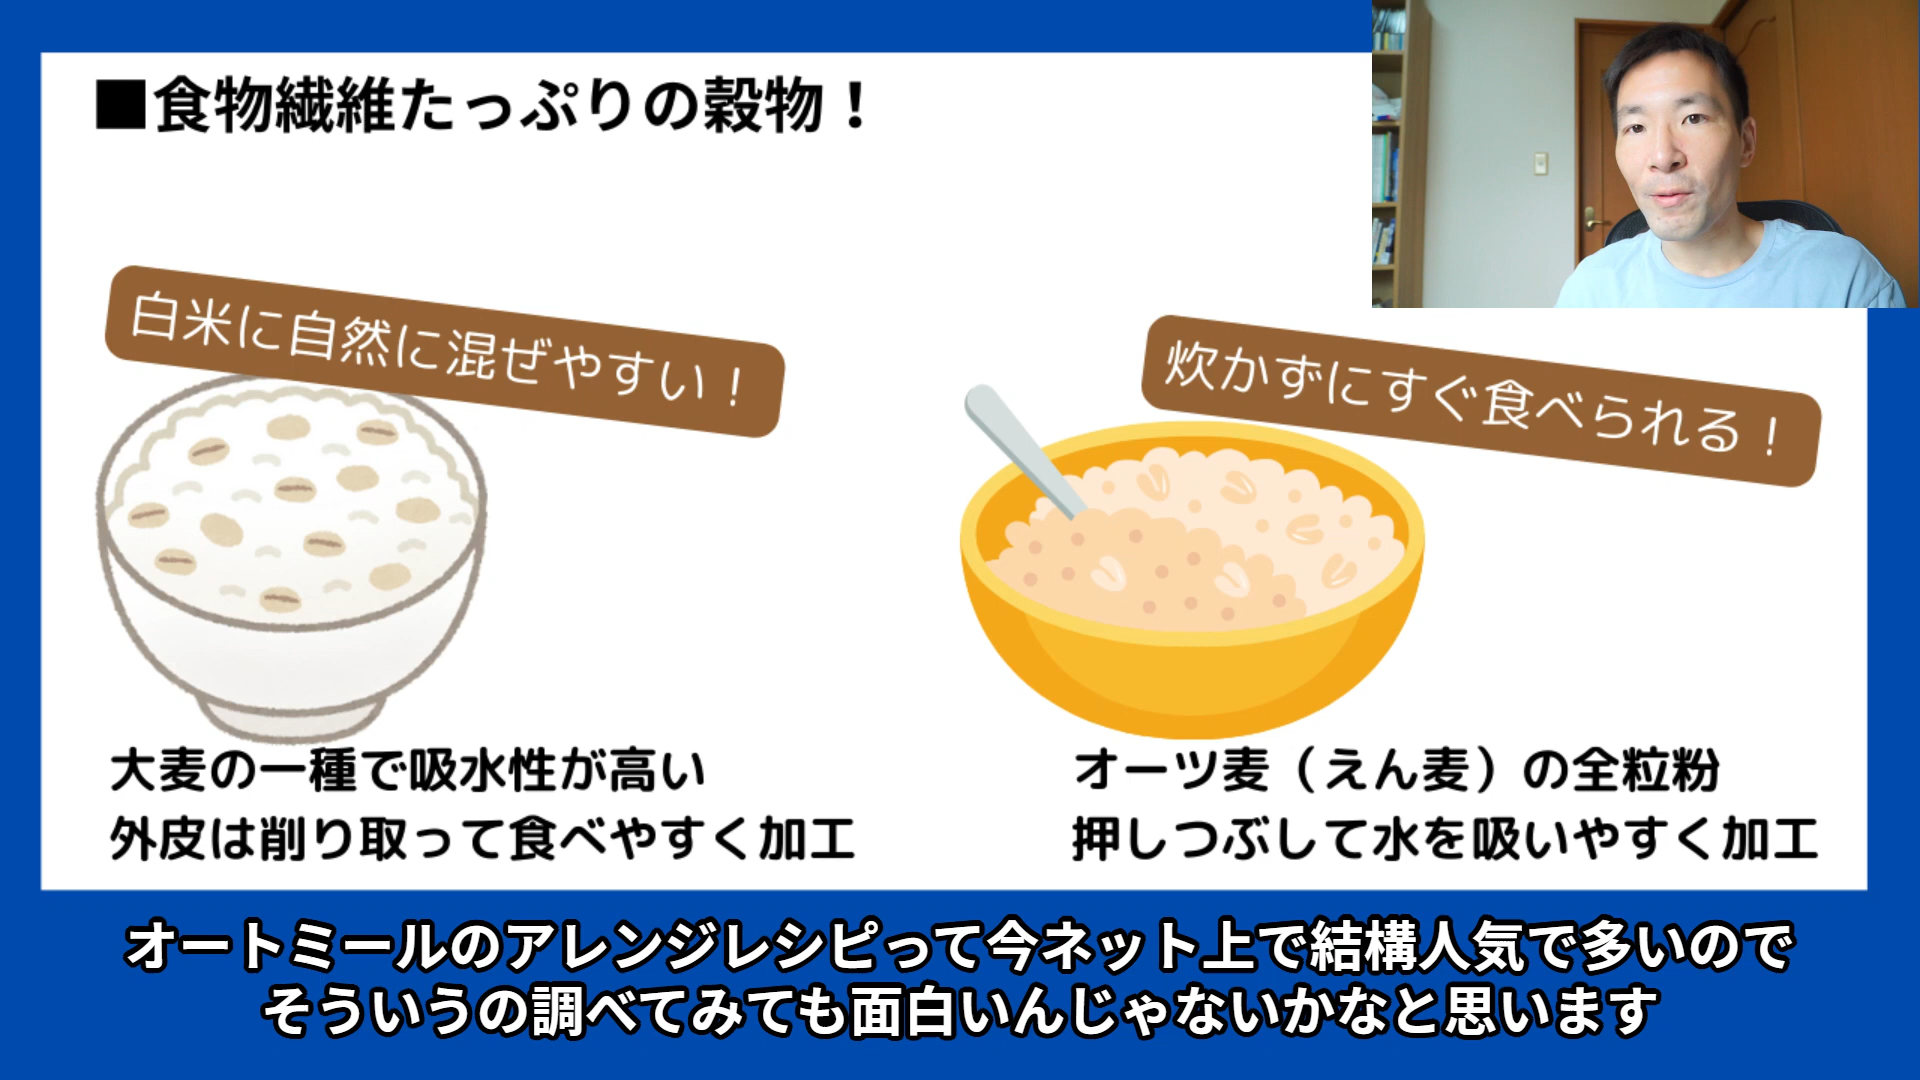 ■食物繊維たっぷりの穀物！
白米に自然に混ぜやすい！
炊かずにすぐ食べられる！
大麦の一種で吸水性が高い
外皮は削り取って食べやすく加工
オーツ麦（えん麦）の全粒粉
押しつぶして水を吸いやすく加工
オートミールのアレンジレシピって今ネット上で結構人気で多いので
そういうの調べてみても面白いんじゃないかなと思います